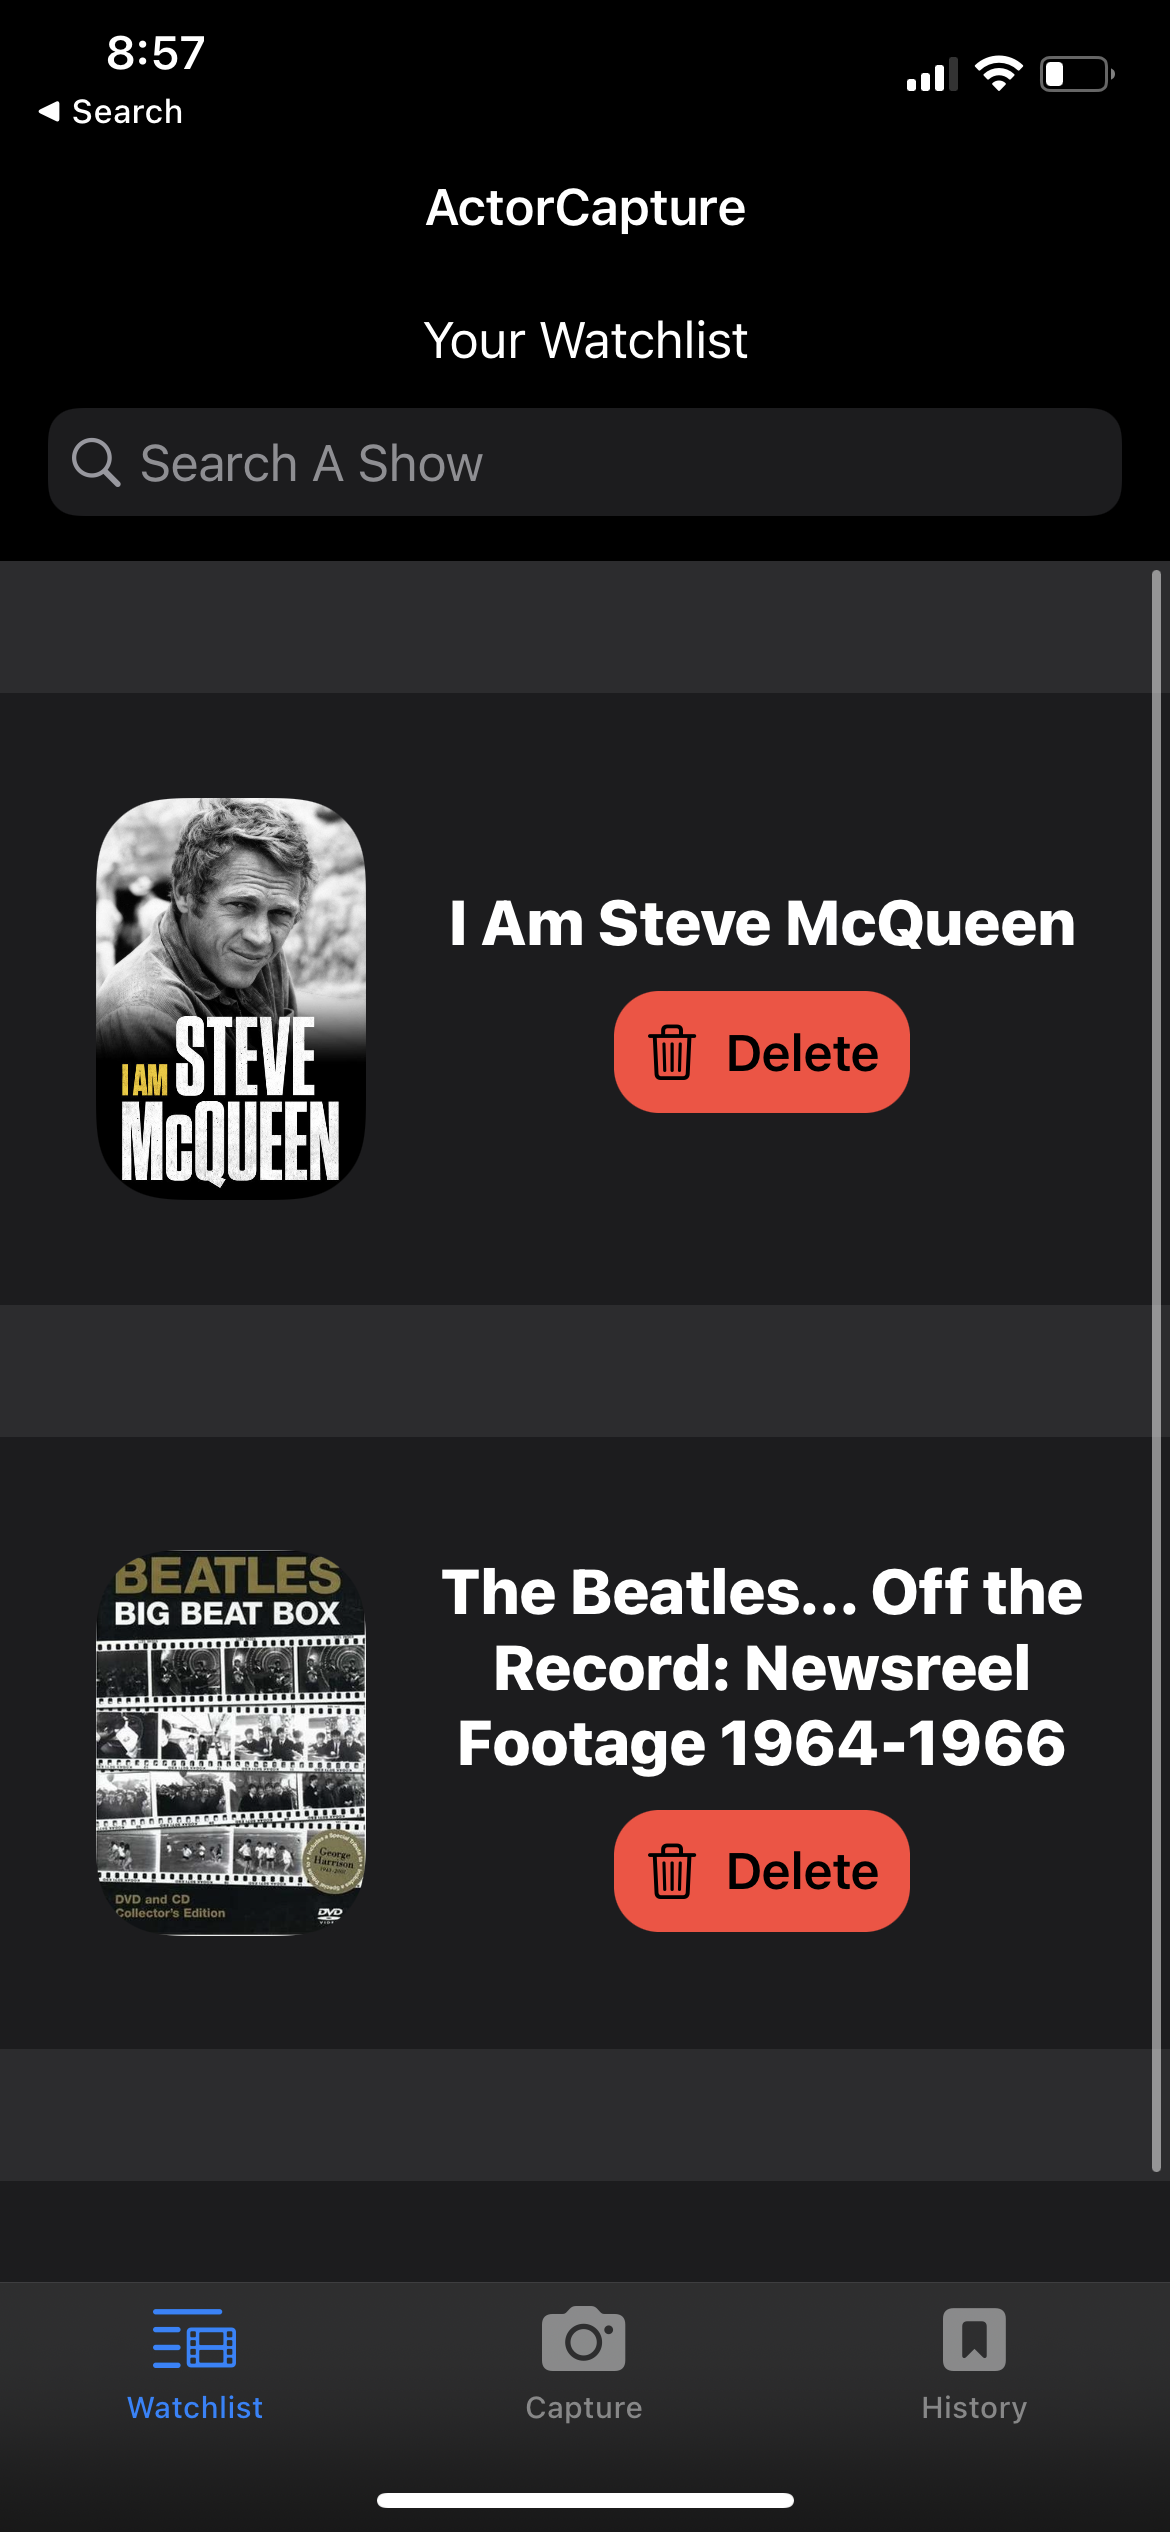 8:57
Search
ActorCapture
Your Watchlist
Search A Show
I AM STEVE
McQUEEN
I Am Steve McQueen
Delete
BEATLES
BIG BEAT BOX
George
Harrison
DVD and CD
Collector's Edition
DVD
The Beatles... Off the
Record: Newsreel
Footage 1964-1966
Delete
Watchlist
Capture
History